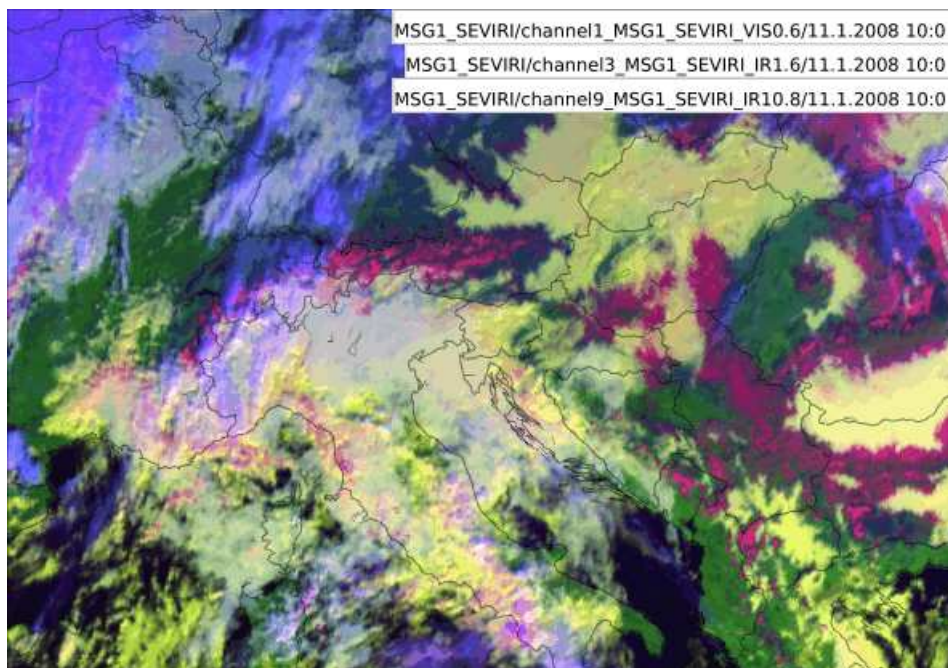 MSG1_SEVIRI/channel1_MSG1_SEVIRI_VIS0.6/11.1.2008 10:0
MSG1_SEVIRI/channel3_MSG1_SEVIRI_IR1.6/11.1.2008 10:0
MSG1_SEVIRI/channel9_MSG1_SEVIRI_IR10.8/11.1.2008 10:0